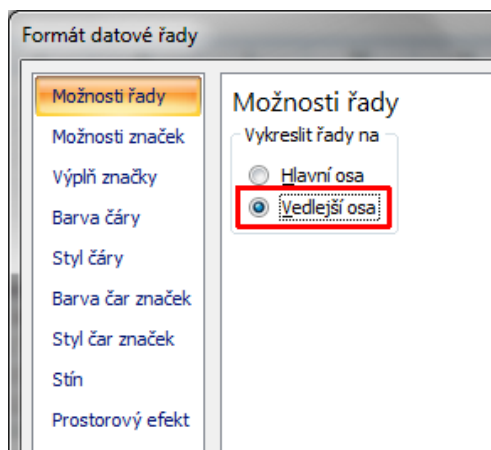 Formát datové řady
Možnosti řady
Možnosti značek
Výplň značky
Barva čáry
Styl čáry
Barva čar značek
Styl čar značek
Stín
Prostorový efekt
Možnosti řady
Vykreslit řady na
Hlavní osa
Vedlejší osa